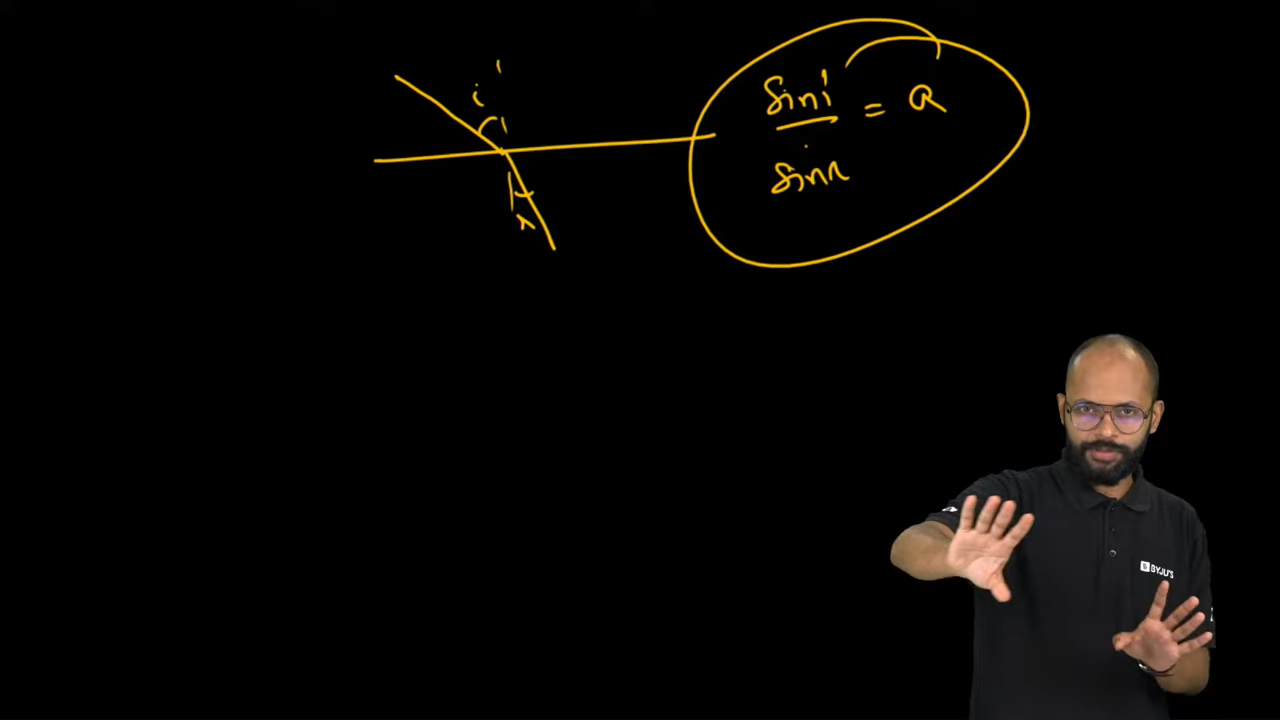 i
r
sin i
= a
sin r
BYJU'S